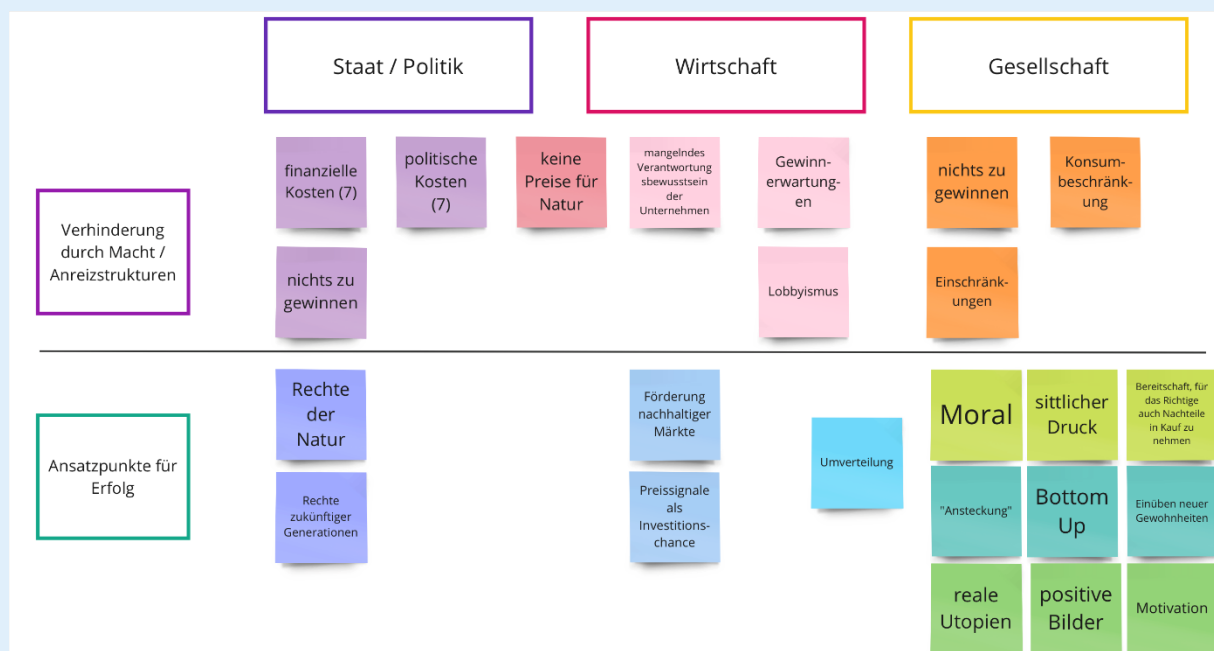 Staat / Politik
Wirtschaft
Gesellschaft
Verhinderung
durch Macht /
Anreizstrukturen
finanzielle
Kosten (7)
politische
Kosten
(7)
keine
Preise für
Natur
mangelndes
Verantwortung
sbewusstsein
der
Unternehmen
Gewinn-
erwartung-
en
nichts zu
gewinnen
Konsum-
beschränk-
ung
nichts zu
gewinnen
Lobbyismus
Einschränk-
ungen
Ansatzpunkte für
Erfolg
Rechte
der
Natur
Förderung
nachhaltiger
Märkte
Umverteilung
Moral
sittlicher
Druck
Bereitschaft, für
das Richtige
auch Nachteile
in Kauf zu
nehmen
Rechte
zukünftiger
Generationen
Preissignale
als
Investitions-
chance
"Ansteckung"
Bottom
Up
Einüben neuer
Gewohnheiten
reale
Utopien
positive
Bilder
Motivation